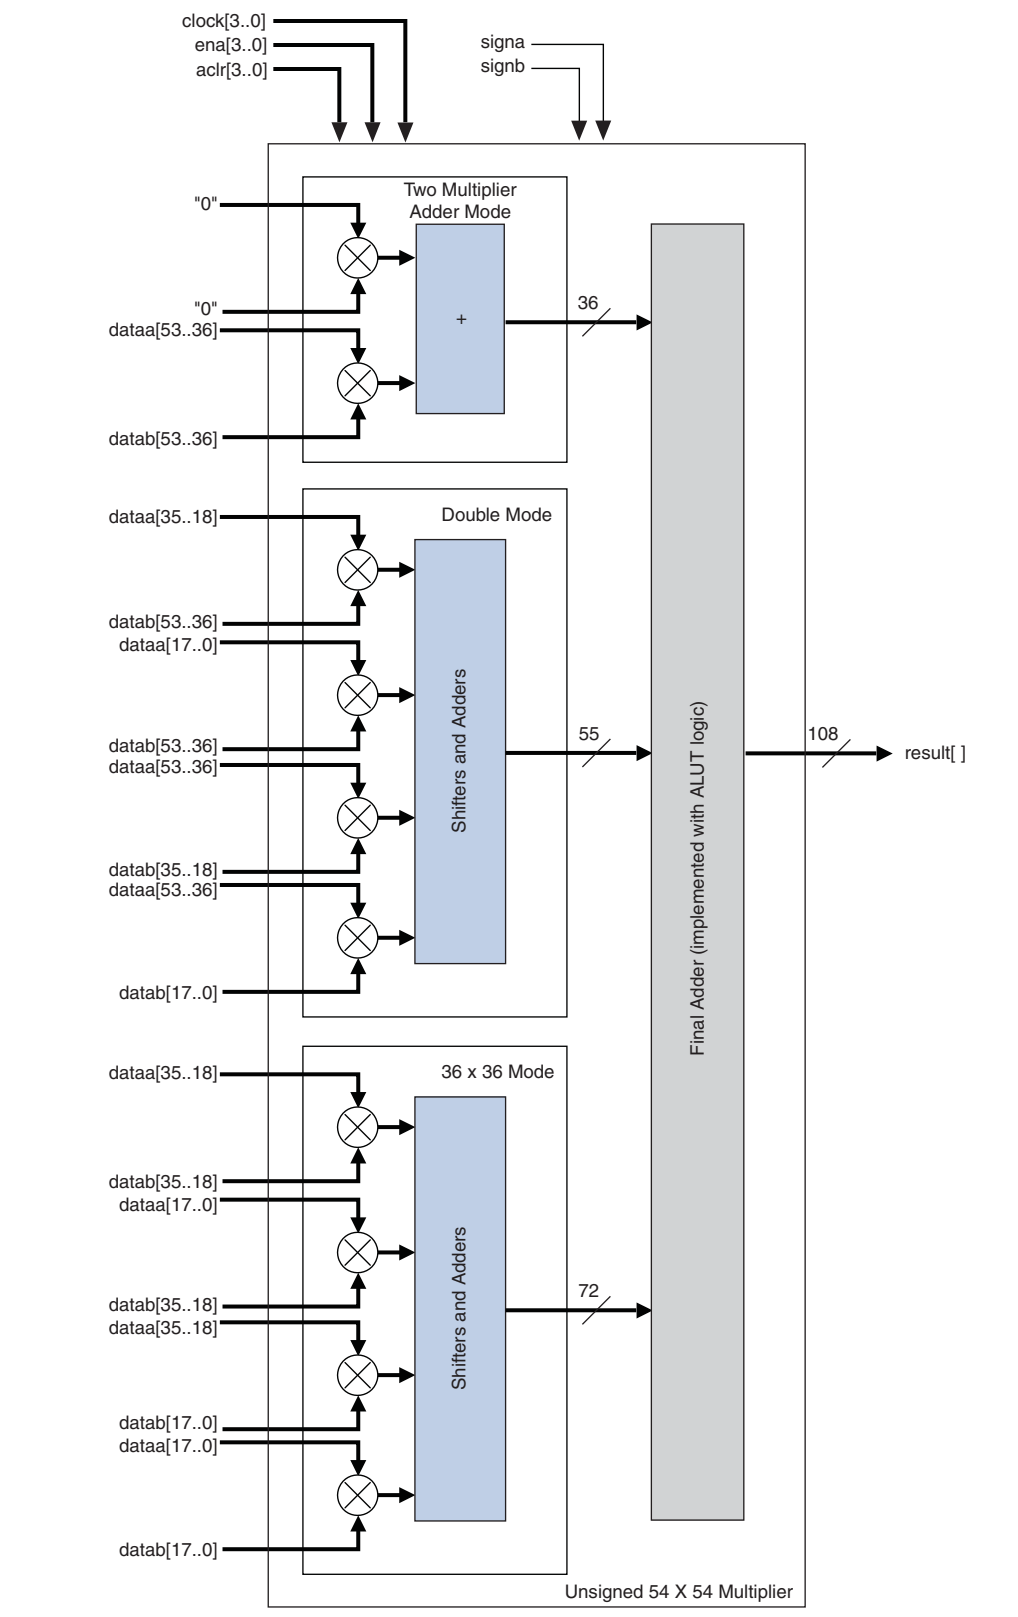 clock[3..0]
ena[3..0]
aclr[3..0]
signa
signb
Two Multiplier
Adder Mode
"0"
"0"
dataa[53..36]
datab[53..36]
+
36
Double Mode
dataa[35..18]
datab[53..36]
dataa[17..0]
datab[53..36]
dataa[53..36]
datab[35..18]
dataa[53..36]
datab[17..0]
Shifters and Adders
55
Final Adder (implemented with ALUT logic)
108
result[ ]
36 x 36 Mode
dataa[35..18]
datab[35..18]
dataa[17..0]
datab[35..18]
dataa[35..18]
datab[17..0]
dataa[17..0]
datab[17..0]
Shifters and Adders
72
Unsigned 54 X 54 Multiplier